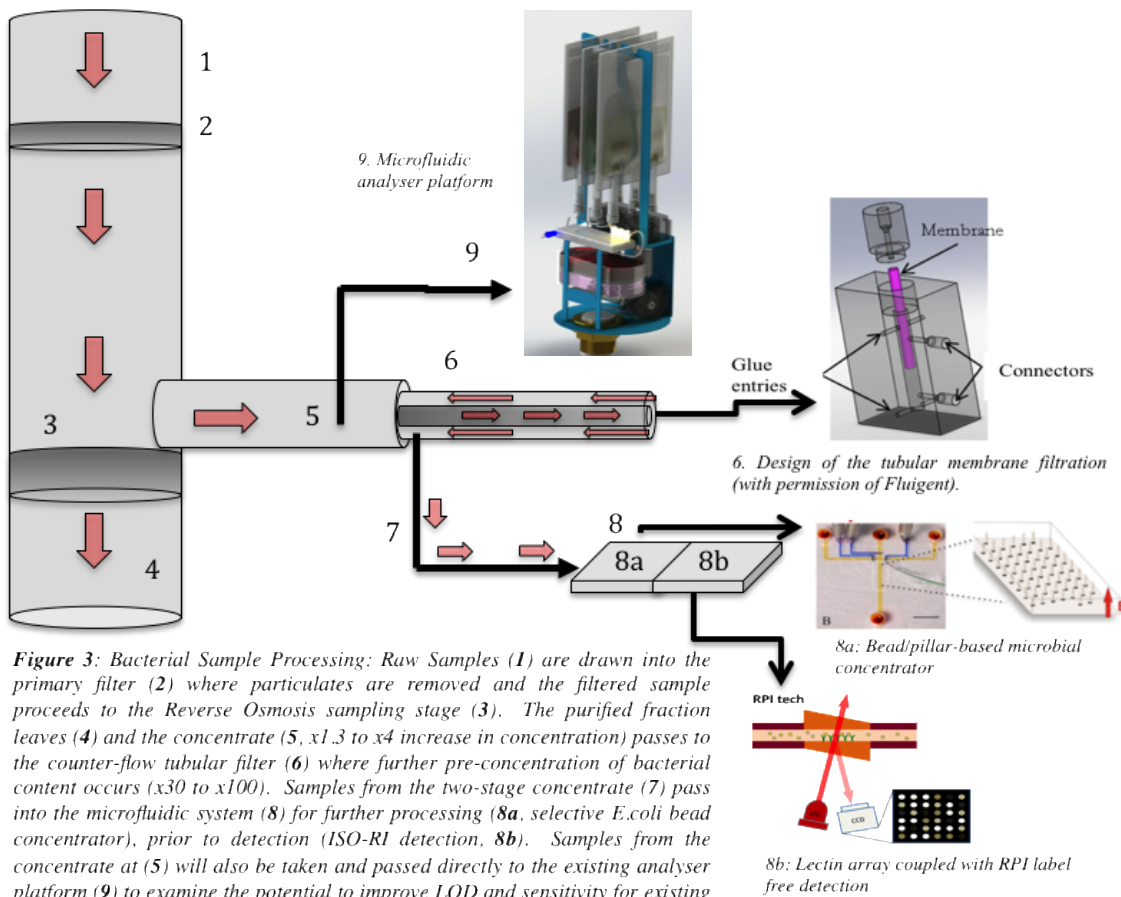 1
2
9. Microfluidic
analyser platform
9
Membrane
6
Glue
entries
Connectors
5
3
6. Design of the tubular membrane filtration
(with permission of Fluigent).
7
8
8a
8b
4
B
8a: Bead/pillar-based microbial
concentrator
RPI tech
CCD
8b: Lectin array coupled with RPI label
free detection
Figure 3: Bacterial Sample Processing: Raw Samples (1) are drawn into the
primary filter (2) where particulates are removed and the filtered sample
proceeds to the Reverse Osmosis sampling stage (3). The purified fraction
leaves (4) and the concentrate (5, x1.3 to x4 increase in concentration) passes to
the counter-flow tubular filter (6) where further pre-concentration of bacterial
content occurs (x30 to x100). Samples from the two-stage concentrate (7) pass
into the microfluidic system (8) for further processing (8a, selective E.coli bead
concentrator), prior to detection (ISO-RI detection, 8b). Samples from the
concentrate at (5) will also be taken and passed directly to the existing analyser
platform (9) to examine the potential to improve LOD and sensitivity for existing